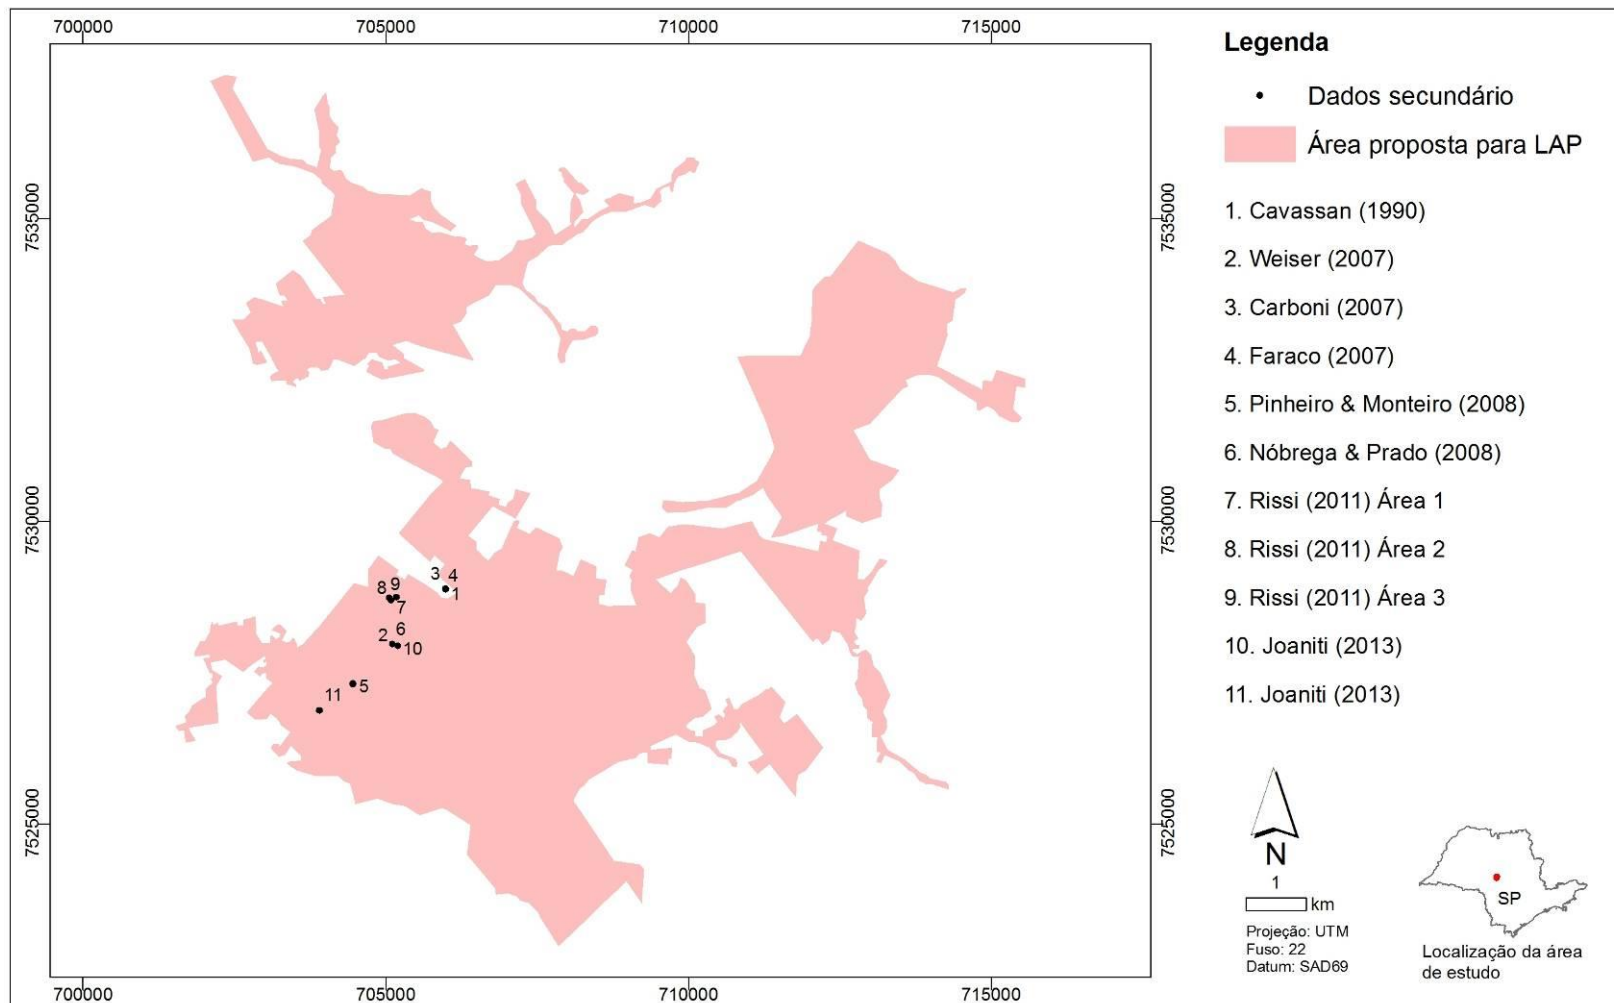 700000 705000 710000 715000
7535000 7535000
7530000 7530000
7525000 7525000
3 4
1
8 9
7
2 6
10
5
11
700000 705000 710000 715000
Legenda
Dados secundário
Área proposta para LAP
1. Cavassan (1990)
2. Weiser (2007)
3. Carboni (2007)
4. Faraco (2007)
5. Pinheiro & Monteiro (2008)
6. Nóbrega & Prado (2008)
7. Rissi (2011) Área 1
8. Rissi (2011) Área 2
9. Rissi (2011) Área 3
10. Joaniti (2013)
11. Joaniti (2013)
N
1
km
Projeção: UTM
Fuso: 22
Datum: SAD69
SP
Localização da área
de estudo